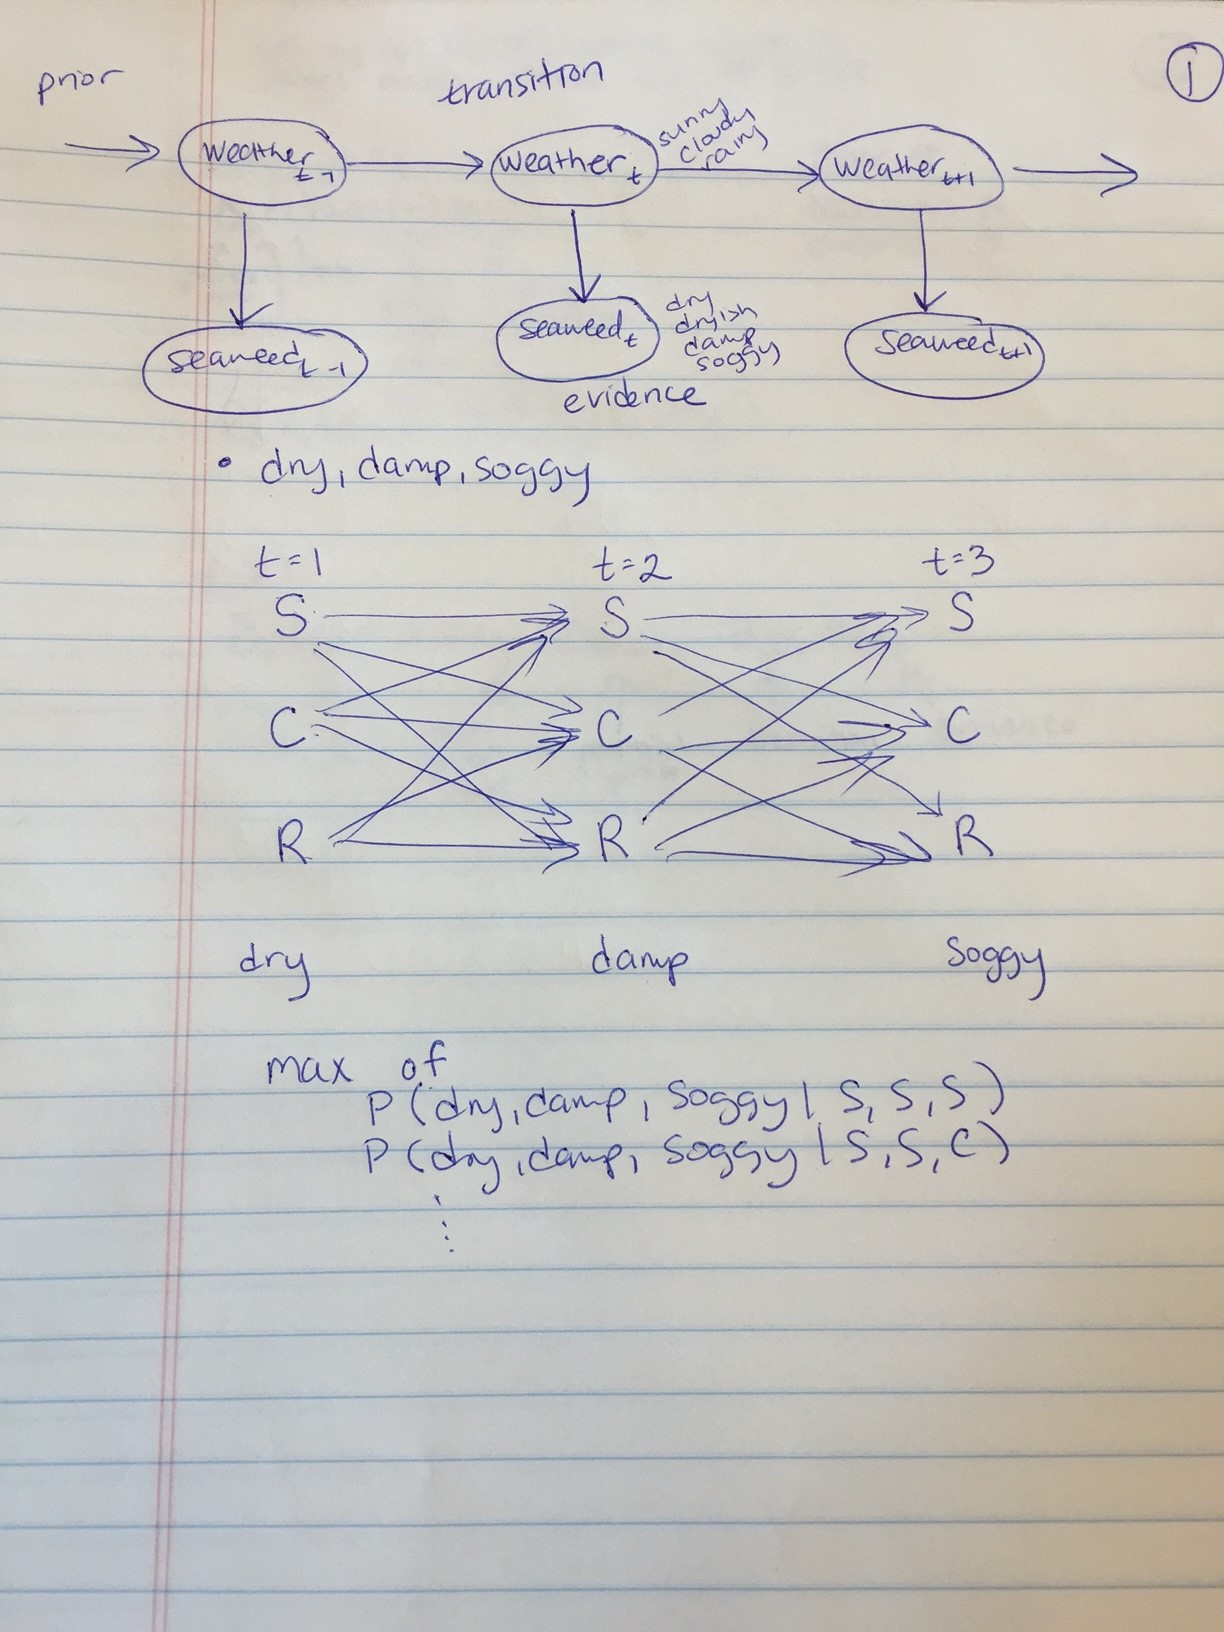 prior
transition
1
weather t-1
weather t
sunny
cloudy
rainy
weather t+1
seaweed t-1
seaweed t
dry
dryish
damp
soggy
seaweed t+1
evidence
• dry, damp, soggy
t=1 t=2 t=3
S S S
C C C
R R R
dry damp soggy
max of
P(dry, damp, soggy | S, S, S)
P(dry, damp, soggy | S, S, C)
⋮